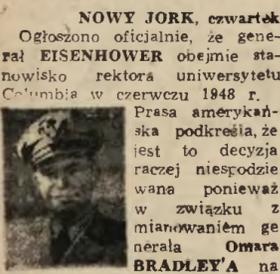 NOWY JORK, czwartek
Ogłoszono oficjalnie, że gene-
rał EISENHOWER obejmie sta-
nowisko rektora uniwersytetu
Columbia w czerwczu 1948 r.
Prasa amerykań-
ska podkreśla, że
jest to decyzja
raczej niespodzie
wana ponieważ
w związku z
mianowaniem ge
nerała Omara
BRADLEY'A na